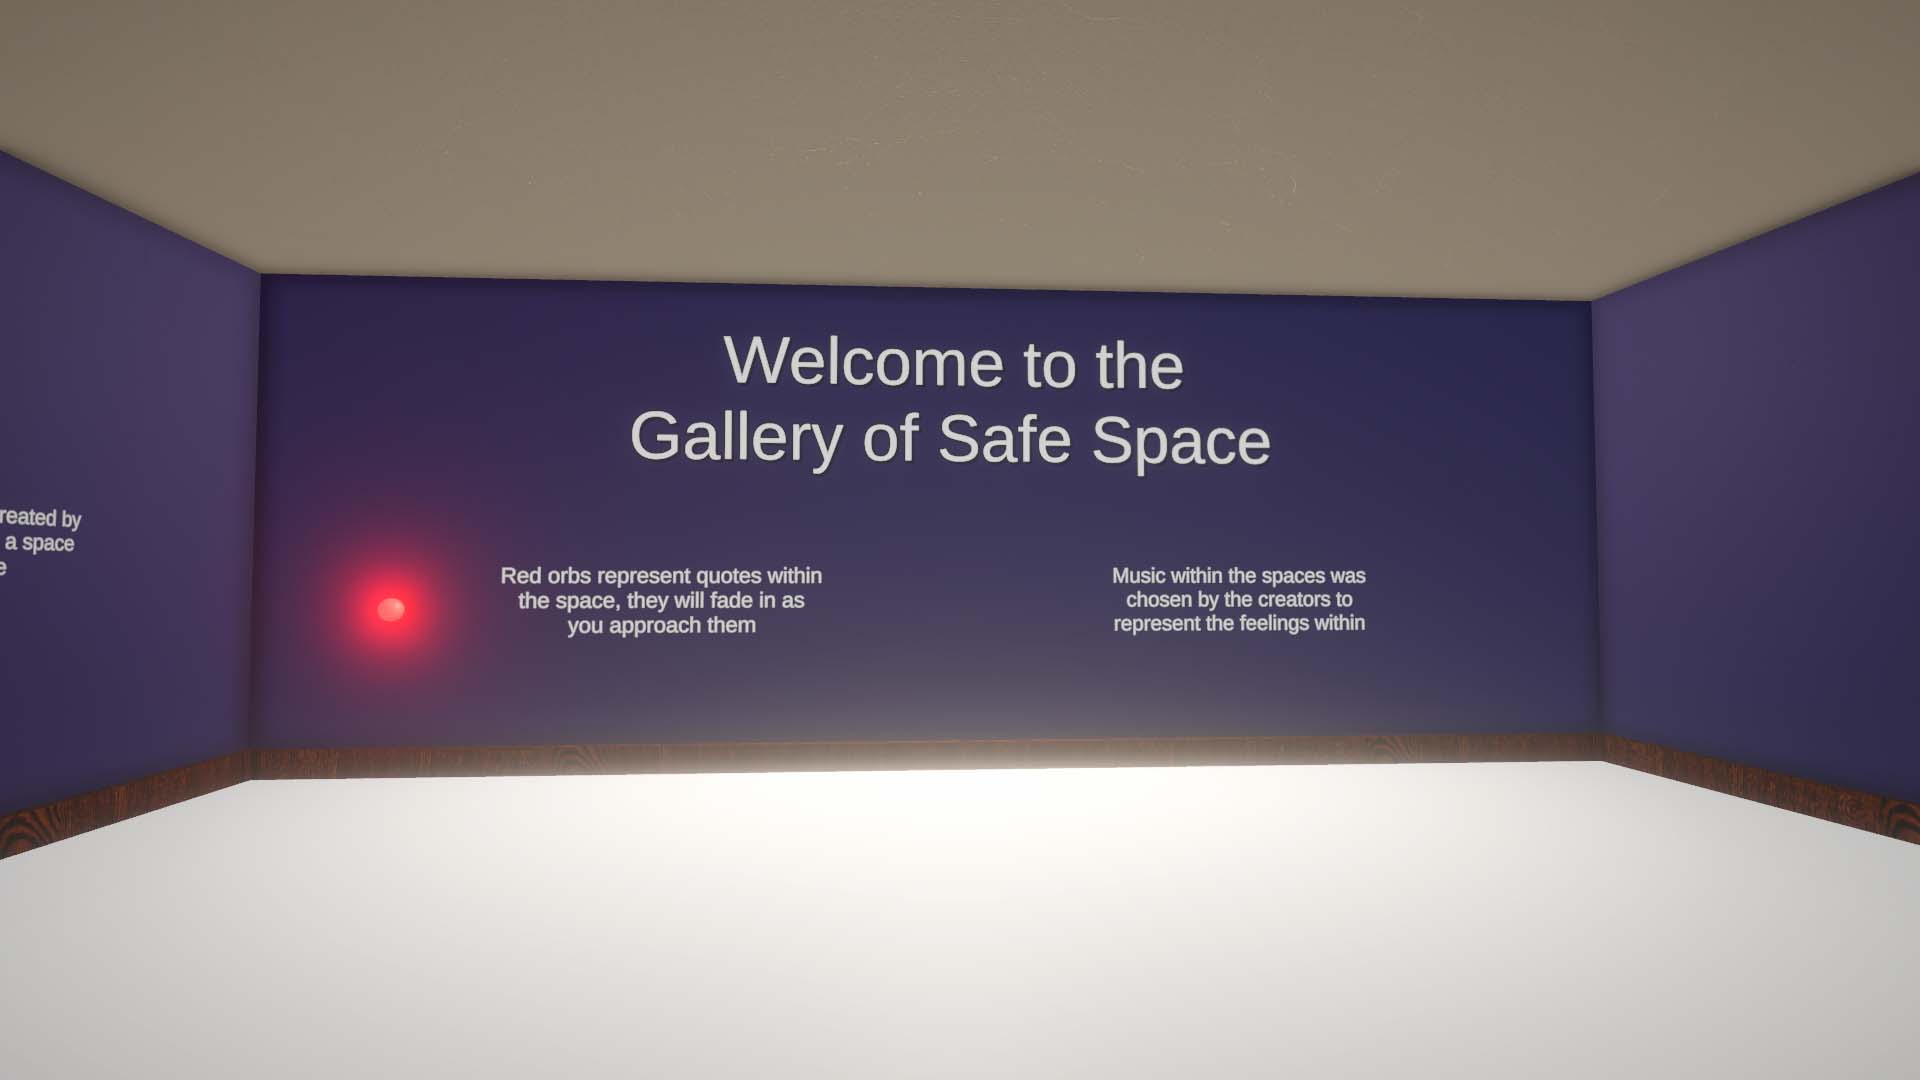 Welcome to the
Gallery of Safe Space
reated by
a space
e
Red orbs represent quotes within
the space, they will fade in as
you approach them
Music within the spaces was
chosen by the creators to
represent the feelings within